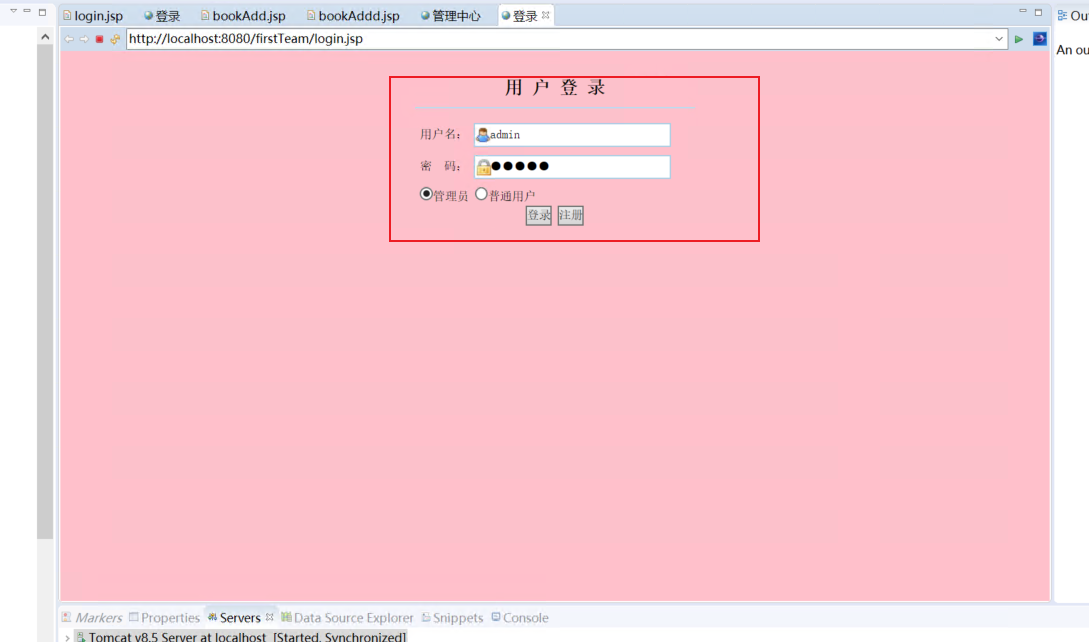 login.jsp 登录 bookAdd.jsp bookAddd.jsp 管理中心 登录
Ou
http://localhost:8080/firstTeam/login.jsp
An ou
用 户 登 录
用户名: admin
密 码: ●●●●●
管理员 普通用户
登录 注册
Markers Properties Servers Data Source Explorer Snippets Console
Tomcat v8.5 Server at localhost [Started, Synchronized]